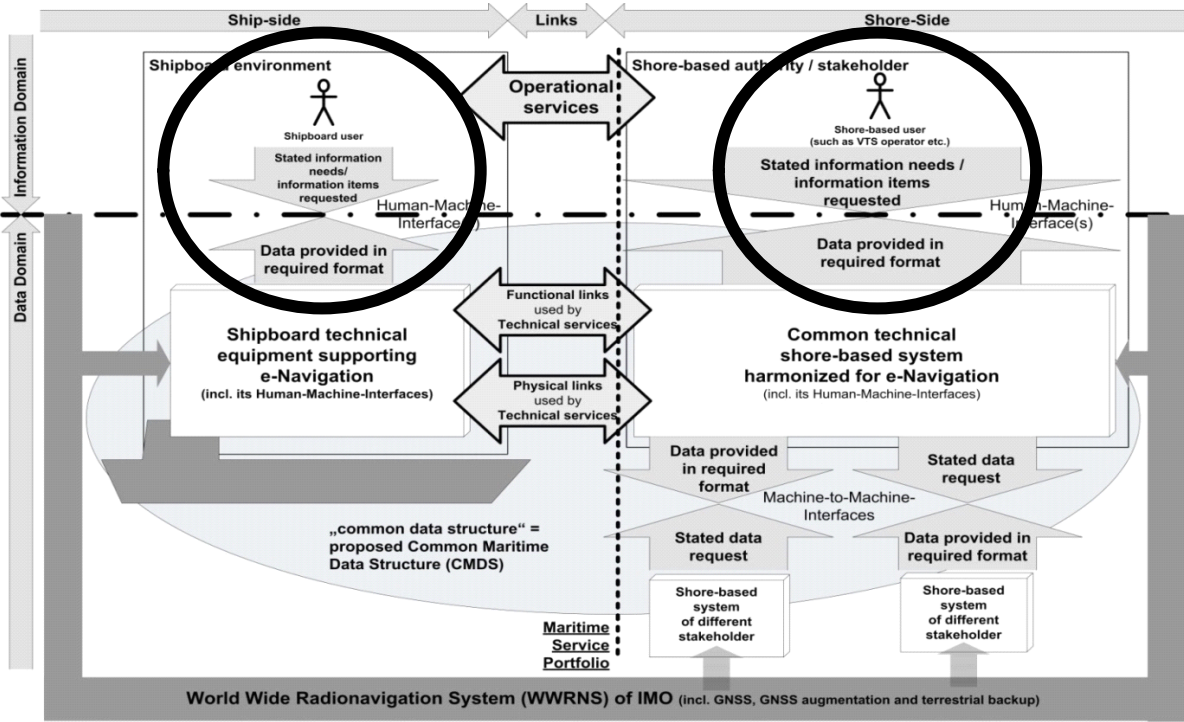 Ship-side
Links
Shore-Side
Information Domain
Data Domain
Shipboard environment
Shipboard user
Stated information
needs/
information items
requested
Human-Machine-
Interface(s)
Data provided in
required format
Operational
services
Shore-based authority / stakeholder
Shore-based user
(such as VTS operator etc.)
Stated information needs /
information items
requested
Human-Machine-
Interface(s)
Data provided in
required format
Shipboard technical
equipment supporting
e-Navigation
(incl. its Human-Machine-Interfaces)
Functional links
used by
Technical services
Physical links
used by
Technical services
Common technical
shore-based system
harmonized for e-Navigation
(incl. its Human-Machine-Interfaces)
Data provided
in required
format
Stated data
request
Machine-to-Machine-
Interfaces
Stated data
request
Data provided in
required format
„common data structure“ =
proposed Common Maritime
Data Structure (CMDS)
Shore-based
system
of different
stakeholder
Shore-based
system
of different
stakeholder
Maritime
Service
Portfolio
World Wide Radionavigation System (WWRNS) of IMO (incl. GNSS, GNSS augmentation and terrestrial backup)